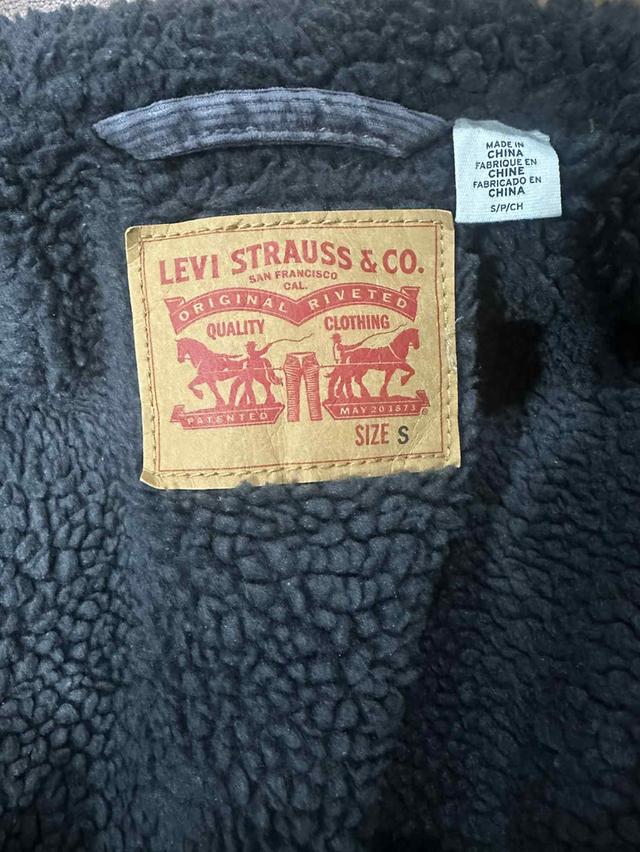 MADE IN
CHINA
FABRIQUE EN
CHINE
FABRICADO EN
CHINA
S/P/CH
LEVI STRAUSS & CO.
SAN FRANCISCO
CAL.
ORIGINAL RIVETED
QUALITY CLOTHING
PATENTED MAY 20 1873
®
SIZE S